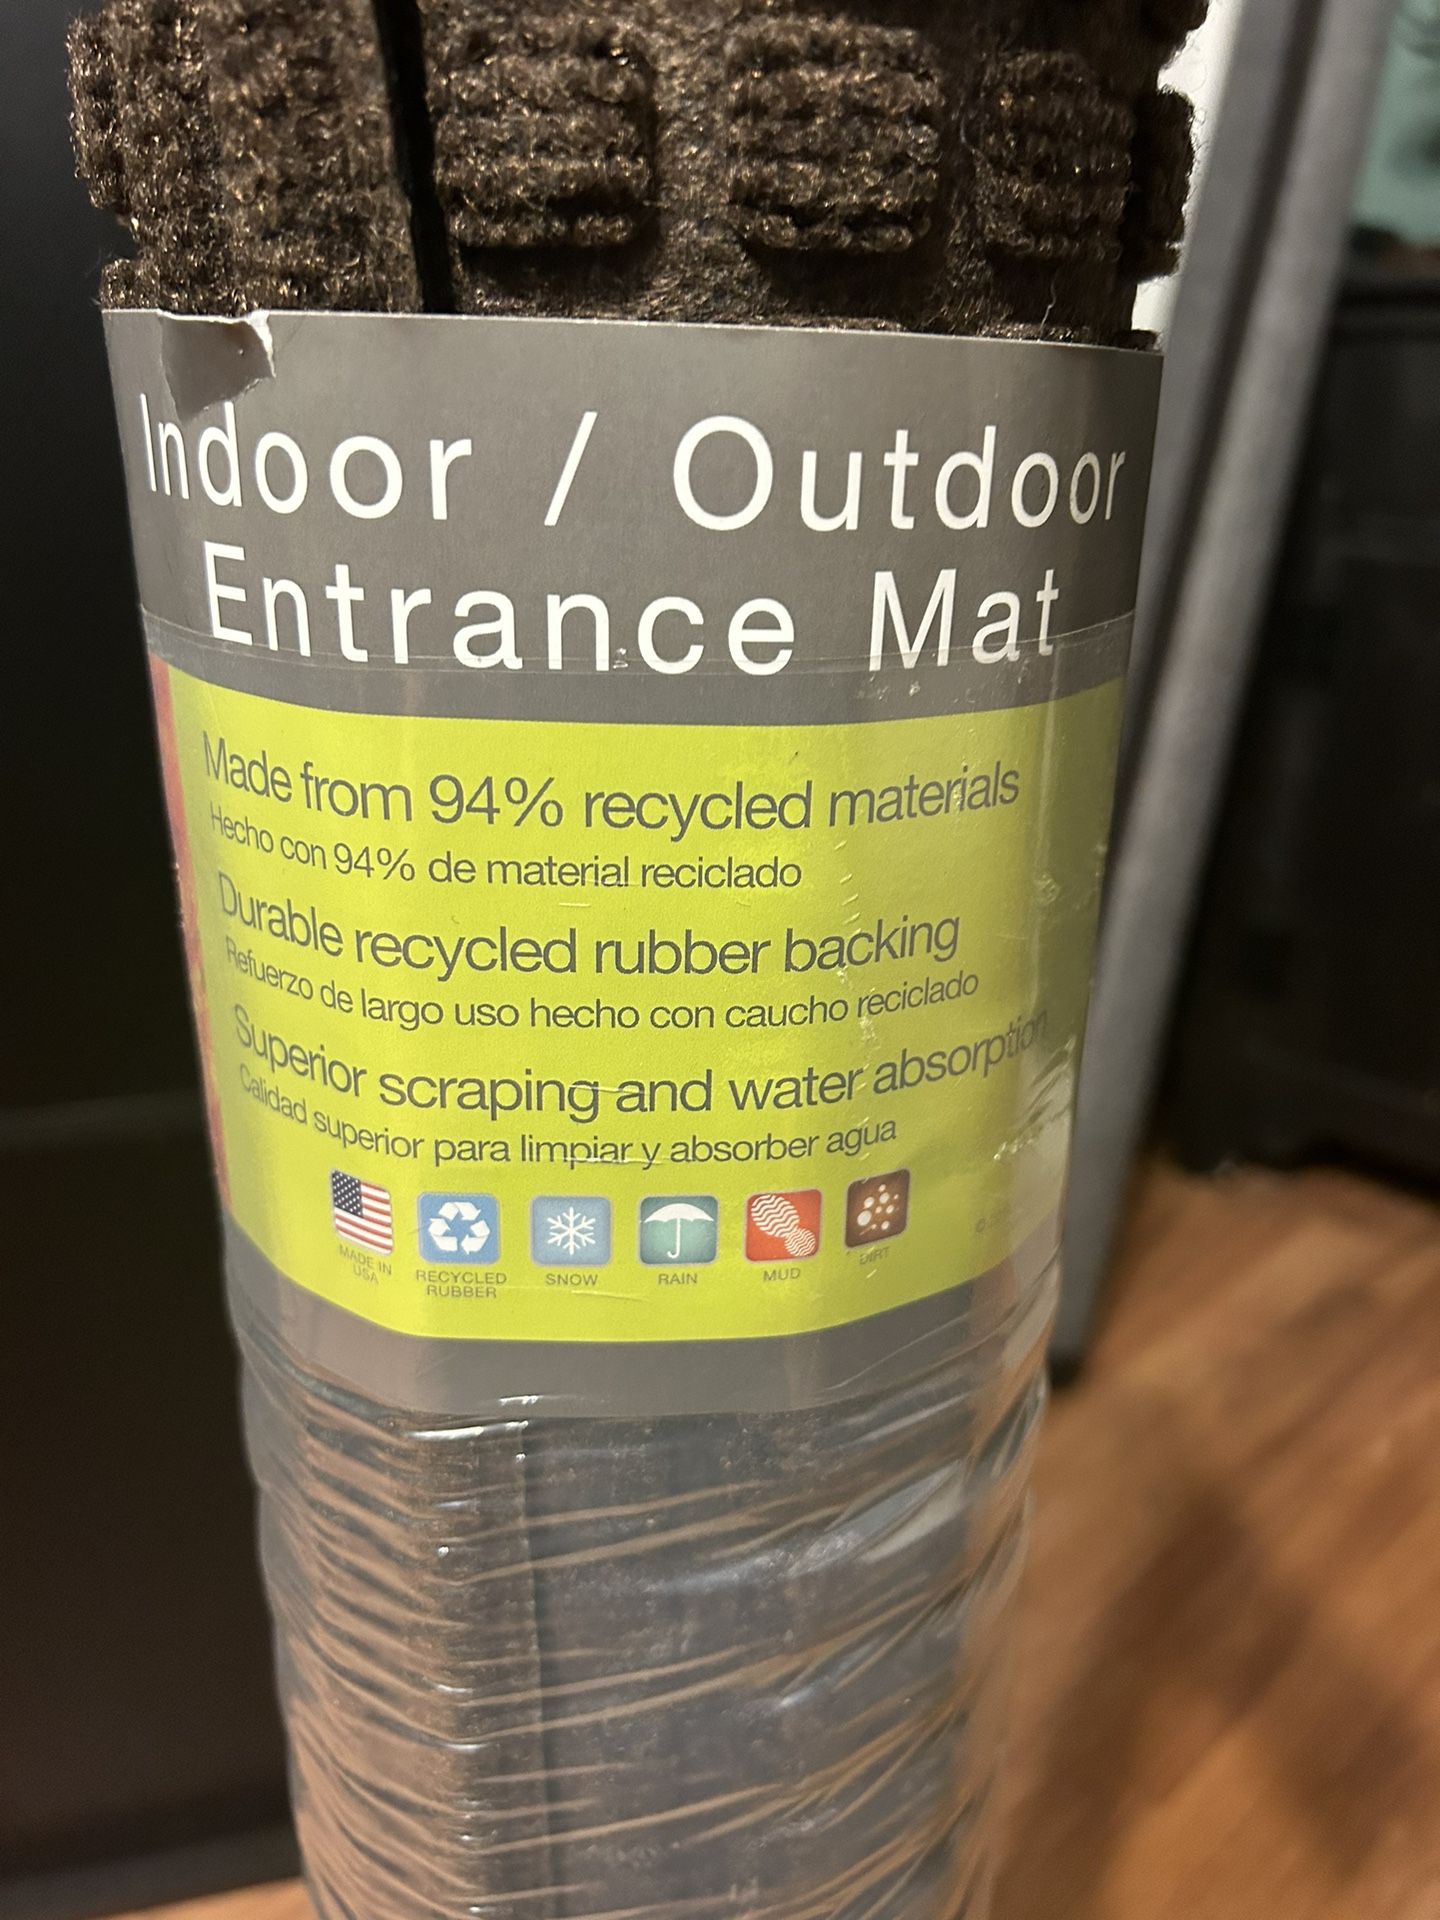 Indoor / Outdoor
Entrance Mat
Made from 94% recycled materials
Hecho con 94% de material reciclado
Durable recycled rubber backing
Refuerzo de largo uso hecho con caucho reciclado
Superior scraping and water absorption
Calidad superior para limpiar y absorber agua
MADE IN
USA
RECYCLED
RUBBER
SNOW
RAIN
MUD
DIRT